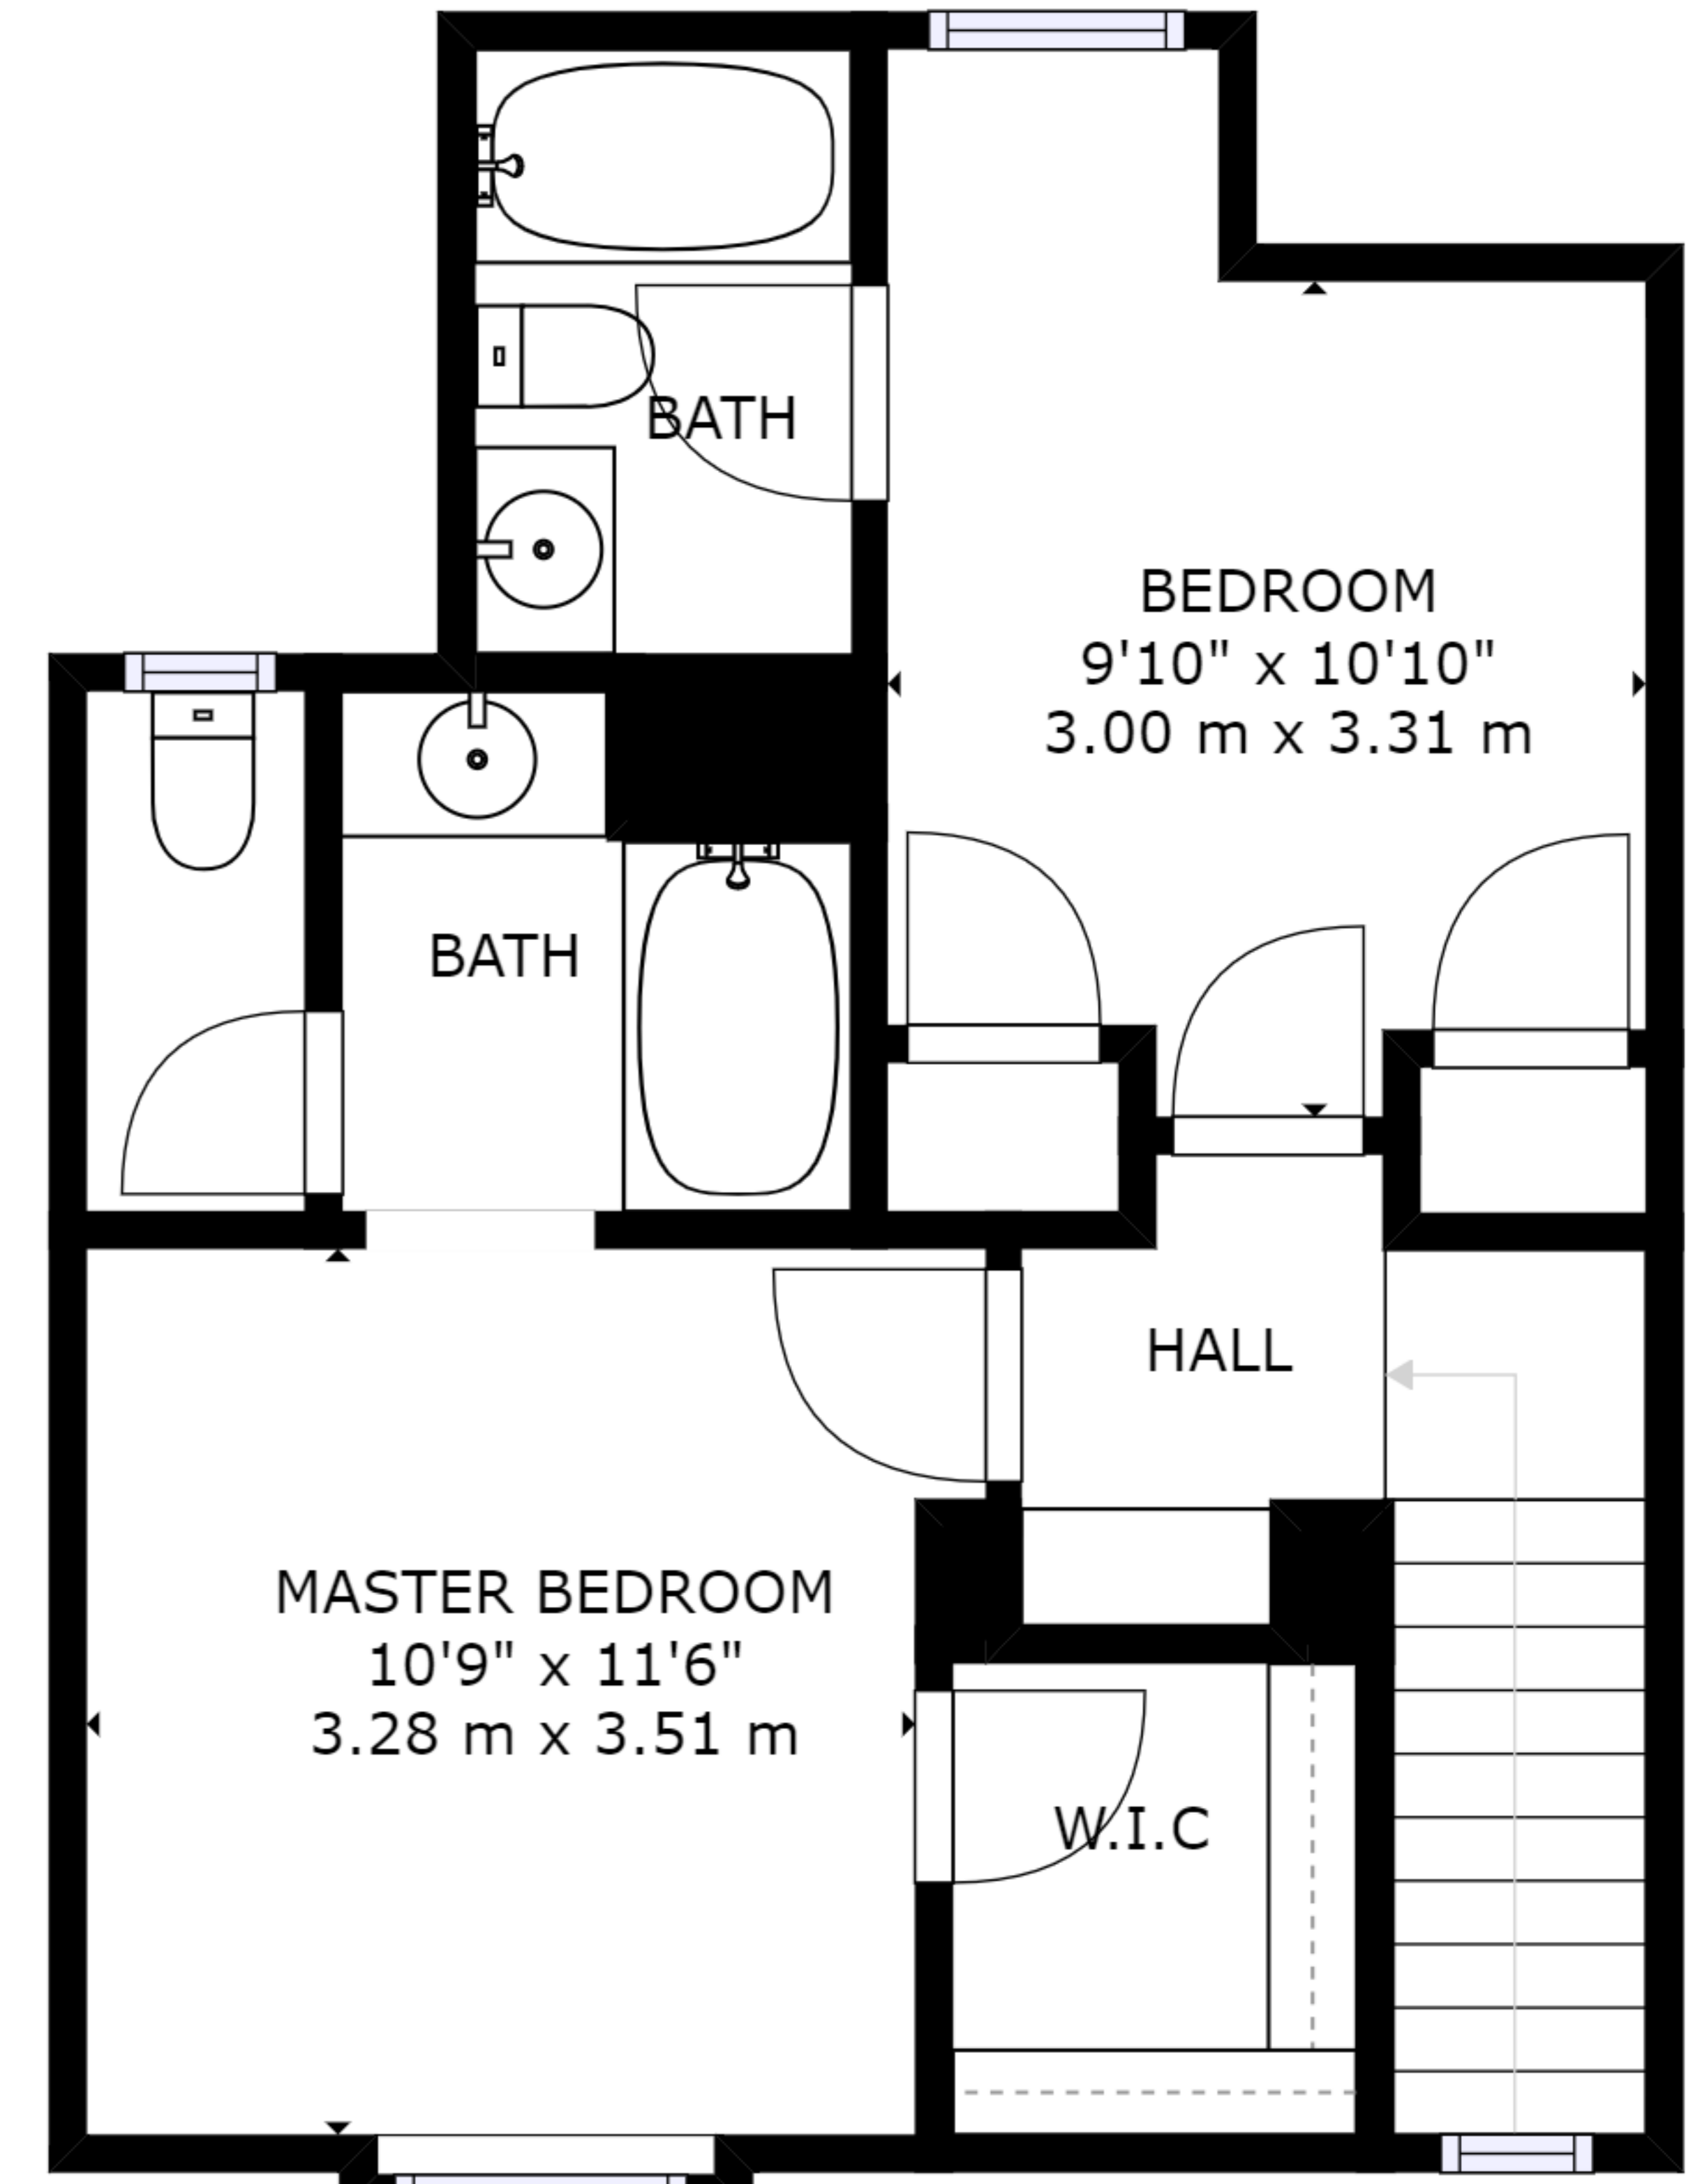 BATH
BEDROOM
9'10" x 10'10"
3.00 m x 3.31 m
BATH
HALL
MASTER BEDROOM
10'9" x 11'6"
3.28 m x 3.51 m
W.I.C